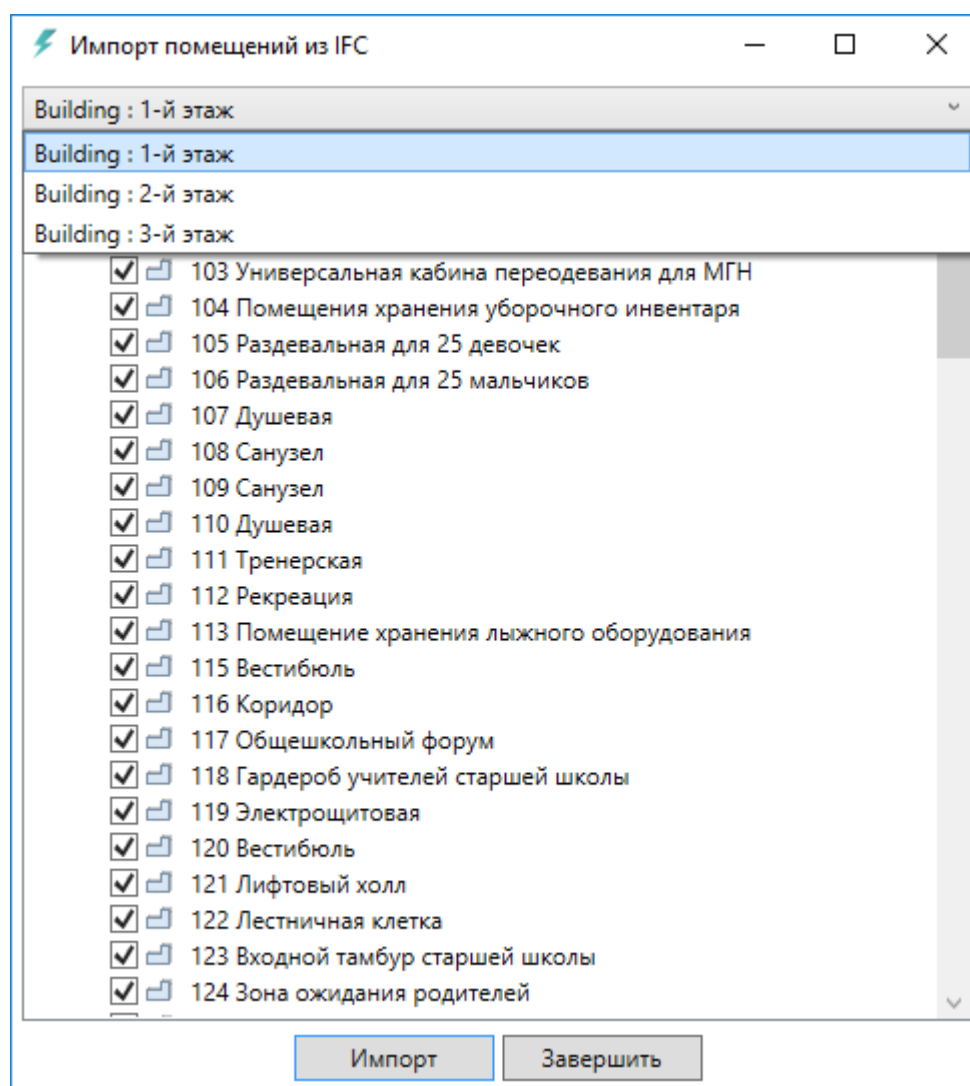 Импорт помещений из IFC
Building : 1-й этаж
Building : 1-й этаж
Building : 2-й этаж
Building : 3-й этаж
103 Универсальная кабина переодевания для МГН
104 Помещения хранения уборочного инвентаря
105 Раздевальная для 25 девочек
106 Раздевальная для 25 мальчиков
107 Душевая
108 Санузел
109 Санузел
110 Душевая
111 Тренерская
112 Рекреация
113 Помещение хранения лыжного оборудования
115 Вестибюль
116 Коридор
117 Общешкольный форум
118 Гардероб учителей старшей школы
119 Электрощитовая
120 Вестибюль
121 Лифтовый холл
122 Лестничная клетка
123 Входной тамбур старшей школы
124 Зона ожидания родителей
Импорт Завершить